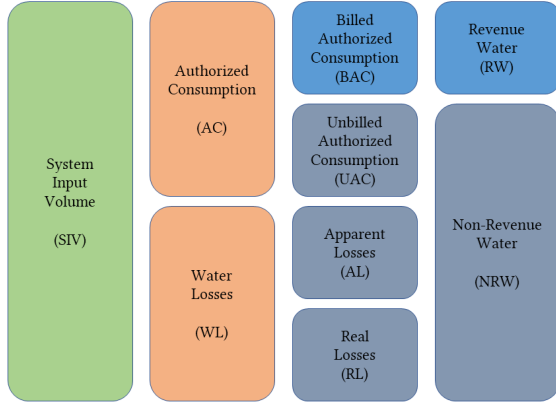 System
Input
Volume
(SIV)
Authorized
Consumption
(AC)
Water
Losses
(WL)
Billed
Authorized
Consumption
(BAC)
Unbilled
Authorized
Consumption
(UAC)
Apparent
Losses
(AL)
Real
Losses
(RL)
Revenue
Water
(RW)
Non-Revenue
Water
(NRW)